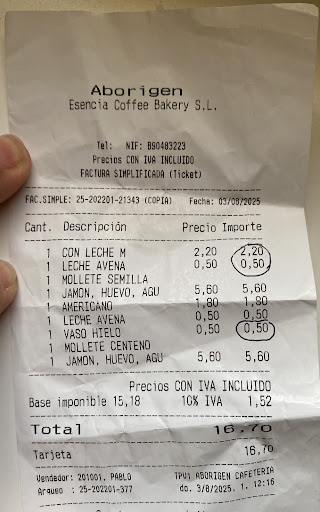 Aborigen
Esencia Coffee Bakery S.L.
Tel: NIF: B90483223
Precios CON IVA INCLUIDO
FACTURA SIMPLIFICADA (Ticket)
FAC.SIMPLE: 25-202201-21343 (COPIA) Fecha: 03/08/2025
Cant. Descripción Precio Importe
1 CON LECHE M 2,20 2,20
1 LECHE AVENA 0,50 0,50
1 MOLLETE SEMILLA
1 JAMON, HUEVO, AGU 5,60 5,60
1 AMERICANO 1,80 1,80
1 LECHE AVENA 0,50 0,50
1 VASO HIELO 0,50 0,50
1 MOLLETE CENTENO
1 JAMON, HUEVO, AGU 5,60 5,60
Precios CON IVA INCLUIDO
Base imponible 15,18 10% IVA 1,52
Total 16,70
Tarjeta 16,70
Vendedor: 201001, PABLO TPV1 ABORIGEN CAFETERIA
Arqueo : 25-202201-377 do. 3/8/2025. 1, 12:16